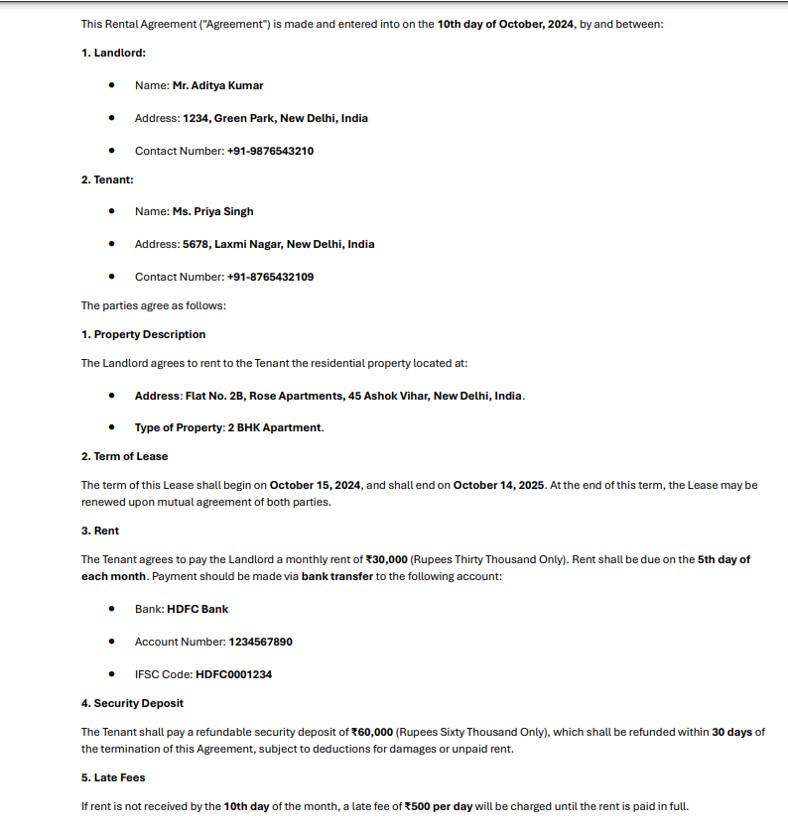 This Rental Agreement ("Agreement") is made and entered into on the 10th day of October, 2024, by and between:
1. Landlord:
• Name: Mr. Aditya Kumar
• Address: 1234, Green Park, New Delhi, India
• Contact Number: +91-9876543210
2. Tenant:
• Name: Ms. Priya Singh
• Address: 5678, Laxmi Nagar, New Delhi, India
• Contact Number: +91-8765432109
The parties agree as follows:
1. Property Description
The Landlord agrees to rent to the Tenant the residential property located at:
• Address: Flat No. 2B, Rose Apartments, 45 Ashok Vihar, New Delhi, India.
• Type of Property: 2 BHK Apartment.
2. Term of Lease
The term of this Lease shall begin on October 15, 2024, and shall end on October 14, 2025. At the end of this term, the Lease may be
renewed upon mutual agreement of both parties.
3. Rent
The Tenant agrees to pay the Landlord a monthly rent of ₹30,000 (Rupees Thirty Thousand Only). Rent shall be due on the 5th day of
each month. Payment should be made via bank transfer to the following account:
• Bank: HDFC Bank
• Account Number: 1234567890
• IFSC Code: HDFC0001234
4. Security Deposit
The Tenant shall pay a refundable security deposit of ₹60,000 (Rupees Sixty Thousand Only), which shall be refunded within 30 days of
the termination of this Agreement, subject to deductions for damages or unpaid rent.
5. Late Fees
If rent is not received by the 10th day of the month, a late fee of ₹500 per day will be charged until the rent is paid in full.